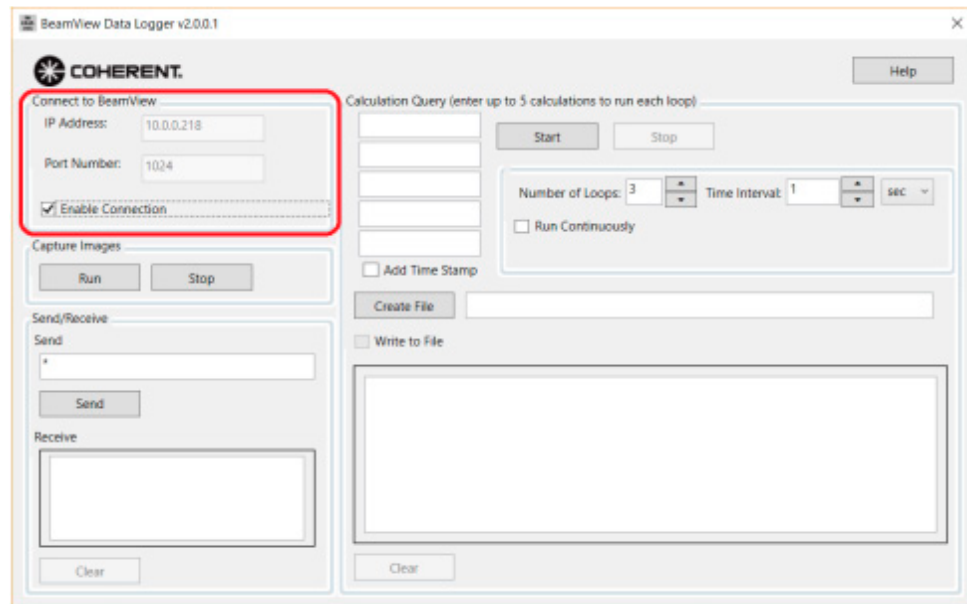 BeamView Data Logger v2.0.0.1
COHERENT.
Help
Connect to BeamView
IP Address: 10.0.0.218
Port Number: 1024
Enable Connection
Capture Images
Run Stop
Send/Receive
Send
*
Send
Receive
Clear
Calculation Query (enter up to 5 calculations to run each loop)
Start Stop
Number of Loops: 3 Time Interval: 1 sec
Run Continuously
Add Time Stamp
Create File
Write to File
Clear